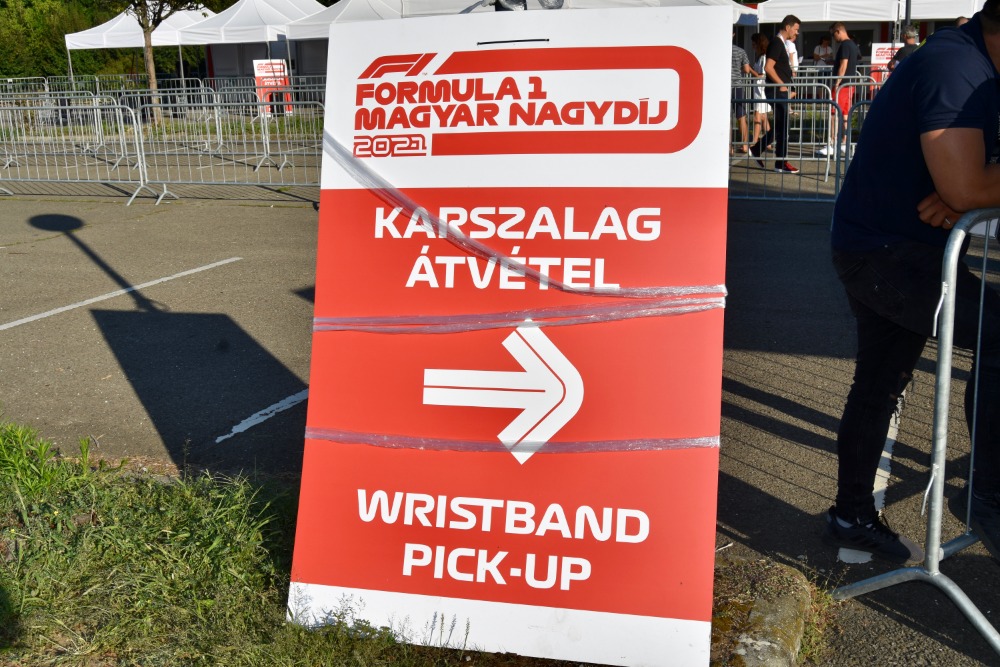 F1
FORMULA 1
MAGYAR NAGYDÍJ
2021
KARSZALAG
ÁTVÉTEL
WRISTBAND
PICK-UP